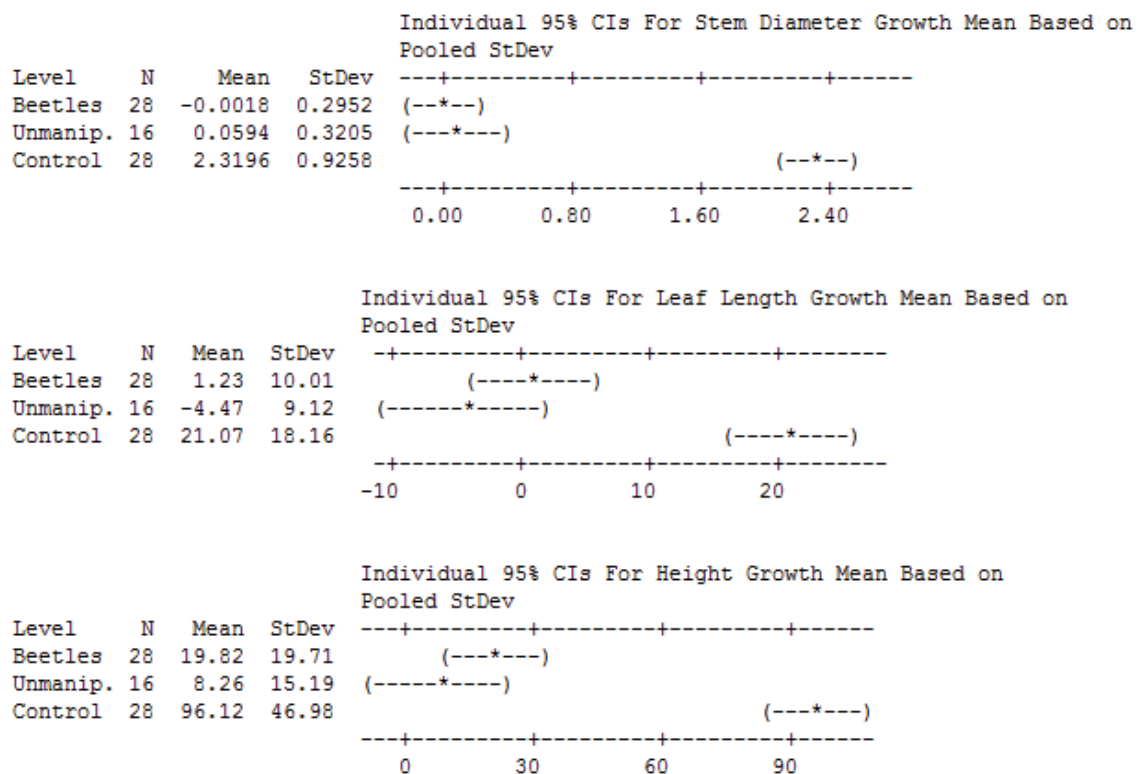 Individual 95% CIs For Stem Diameter Growth Mean Based on
Pooled StDev
Level     N     Mean   StDev  ---+---------+---------+---------+------
Beetles  28  -0.0018  0.2952  (--*--)
Unmanip. 16   0.0594  0.3205  (---*---)
Control  28   2.3196  0.9258                               (--*--)
---+---------+---------+---------+------
0.00      0.80      1.60      2.40
Individual 95% CIs For Leaf Length Growth Mean Based on
Pooled StDev
Level     N   Mean  StDev   -+---------+---------+---------+--------
Beetles  28   1.23  10.01         (----*----)
Unmanip. 16  -4.47   9.12  (------*-----)
Control  28  21.07  18.16                             (----*----)
-+---------+---------+---------+--------
-10         0        10        20
Individual 95% CIs For Height Growth Mean Based on
Pooled StDev
Level     N   Mean  StDev  ---+---------+---------+---------+------
Beetles  28  19.82  19.71        (---*---)
Unmanip. 16   8.26  15.19  (-----*----)
Control  28  96.12  46.98                                 (---*---)
---+---------+---------+---------+------
0        30        60        90